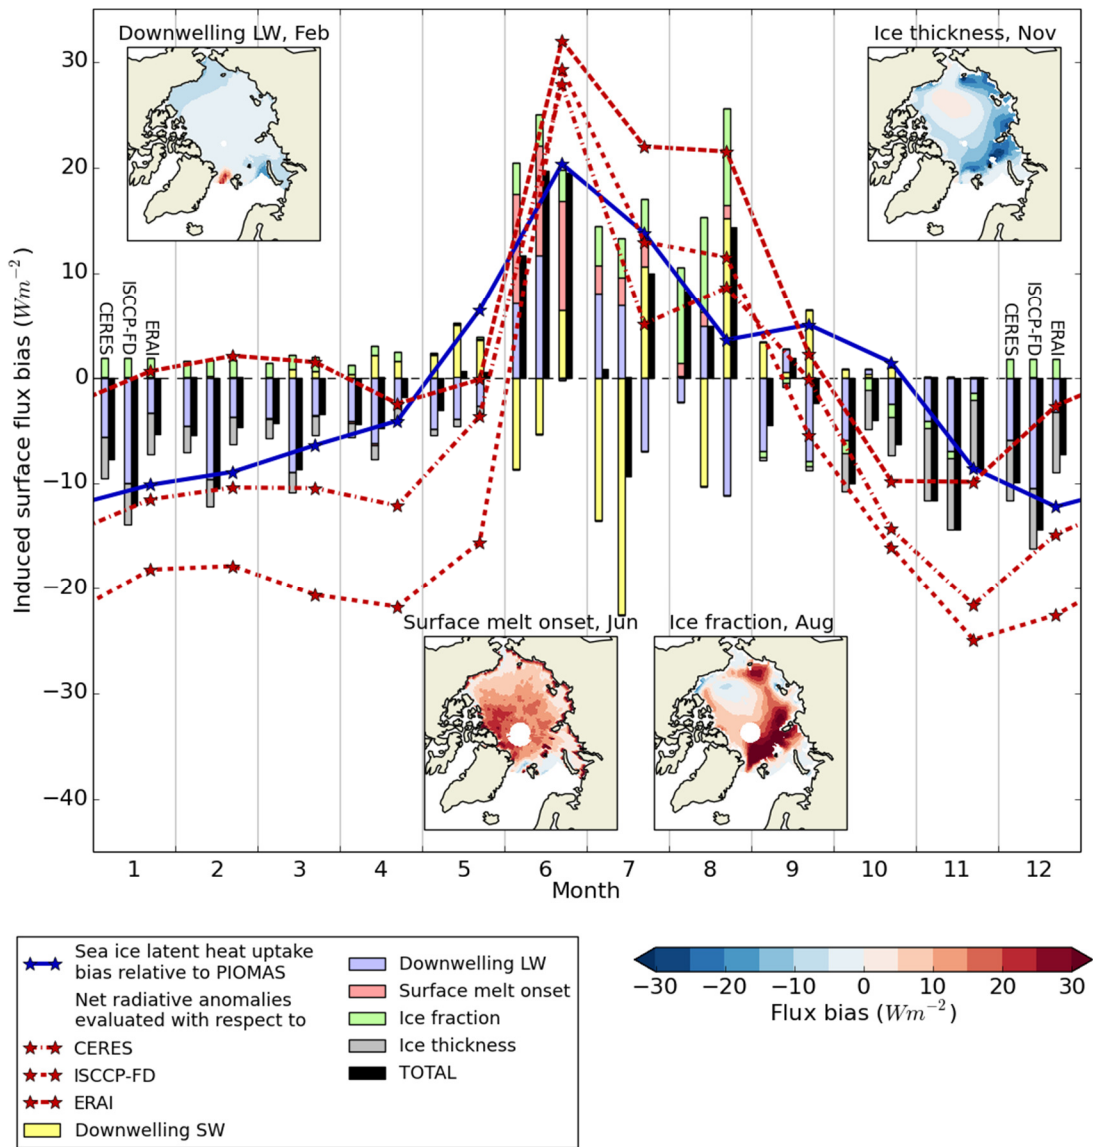 Downwelling LW, Feb
Ice thickness, Nov
30
20
10
0
−10
−20
−30
−40
Induced surface flux bias (Wm−2)
CERES
ISCCP-FD
ERAI
CERES
ISCCP-FD
ERAI
Surface melt onset, Jun
Ice fraction, Aug
1 2 3 4 5 6 7 8 9 10 11 12
Month
Sea ice latent heat uptake
bias relative to PIOMAS
Net radiative anomalies
evaluated with respect to
CERES
ISCCP-FD
ERAI
Downwelling SW
Downwelling LW
Surface melt onset
Ice fraction
Ice thickness
TOTAL
−30 −20 −10 0 10 20 30
Flux bias (Wm−2)